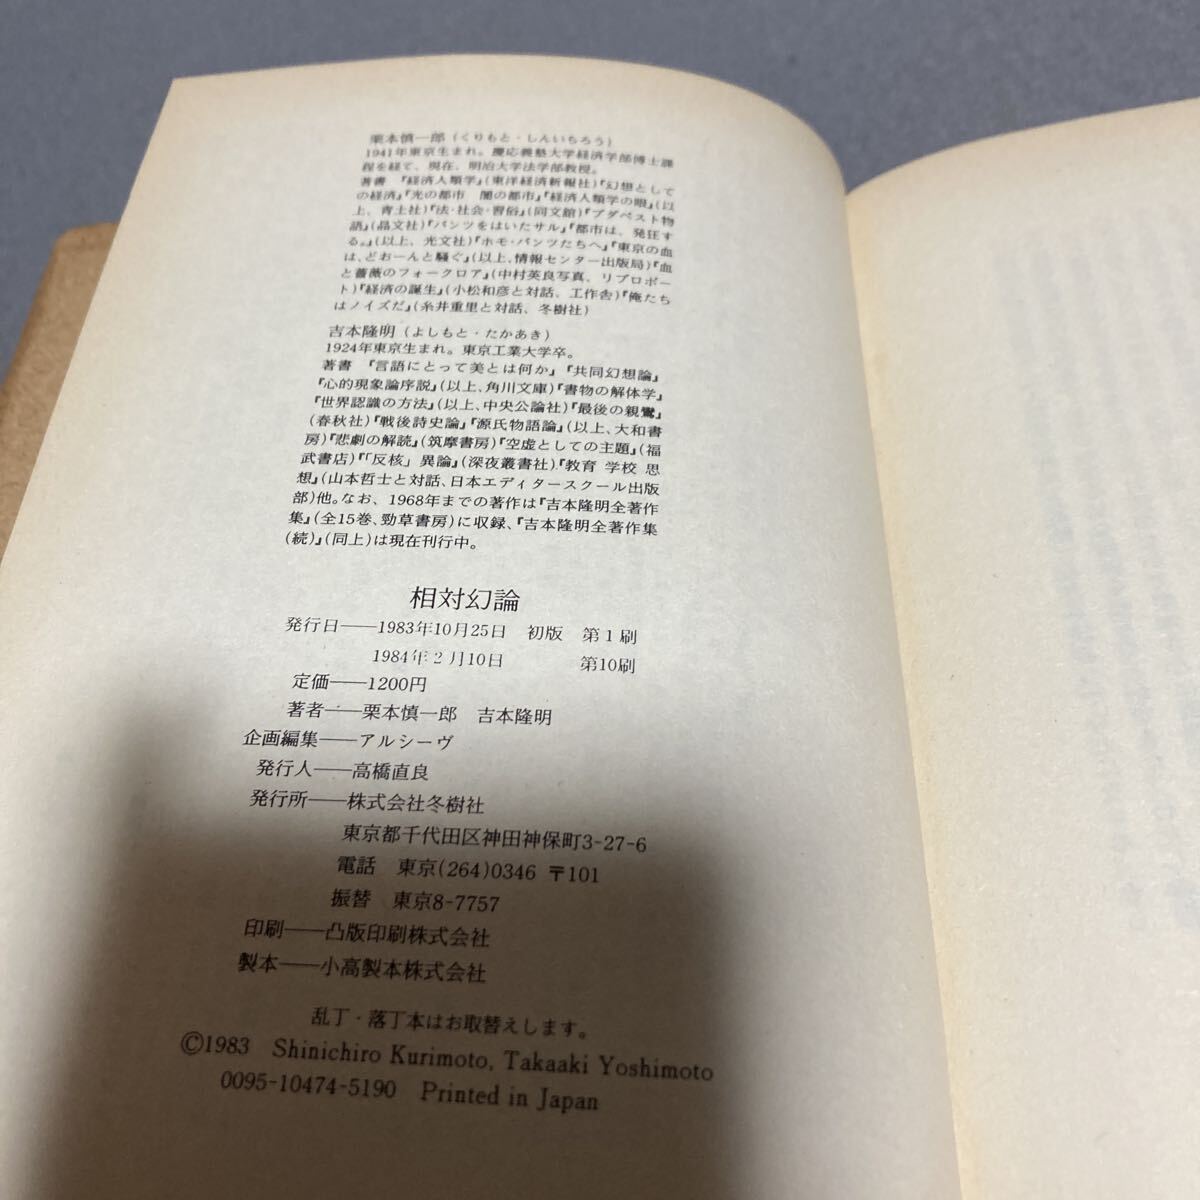 栗本慎一郎(くりもと・しんいちろう)
1941年東京生まれ。慶応義塾大学経済学部博士課
程を経て、現在、明治大学法学部教授。
著書 『経済人類学』(東洋経済新報社)『幻想として
の経済』『光の都市 闇の都市』『経済人類学の眼』(以
上、青土社)『法・社会・習俗』(同文館)『ブダペスト物
語』(晶文社)『パンツをはいたサル』『都市は、発狂す
る。』(以上、光文社)『ホモ・パンツたちへ』『東京の血
は、どおーんと騒ぐ』(以上、情報センター出版局)『血
と薔薇のフォークロア』(中村英良写真、リブロポー
ト)『経済の誕生』(小松和彦と対話、工作舎)『俺たち
はノイズだ』(糸井重里と対話、冬樹社)
吉本隆明(よしもと・たかあき)
1924年東京生まれ。東京工業大学卒。
著書 『言語にとって美とは何か』『共同幻想論』
『心的現象論序説』(以上、角川文庫)『書物の解体学』
『世界認識の方法』(以上、中央公論社)『最後の親鸞』
(春秋社)『戦後詩史論』『源氏物語論』(以上、大和書
房)『悲劇の解読』(筑摩書房)『空虚としての主題』(福
武書店)『「反核」異論』(深夜叢書社)『教育 学校 思
想』(山本哲士と対話、日本エディタースクール出版
部)他。なお、1968年までの著作は『吉本隆明全著作
集』(全15巻、勁草書房)に収録、『吉本隆明全著作集
(続)』(同上)は現在刊行中。
相対幻論
発行日――1983年10月25日 初版 第1刷
1984年2月10日 第10刷
定価――1200円
著者――栗本慎一郎 吉本隆明
企画編集――アルシーヴ
発行人――高橋直良
発行所――株式会社冬樹社
東京都千代田区神田神保町3-27-6
電話 東京(264)0346 〒101
振替 東京8-7757
印刷――凸版印刷株式会社
製本――小高製本株式会社
乱丁・落丁本はお取替えします。
©1983 Shinichiro Kurimoto, Takaaki Yoshimoto
0095-10474-5190 Printed in Japan